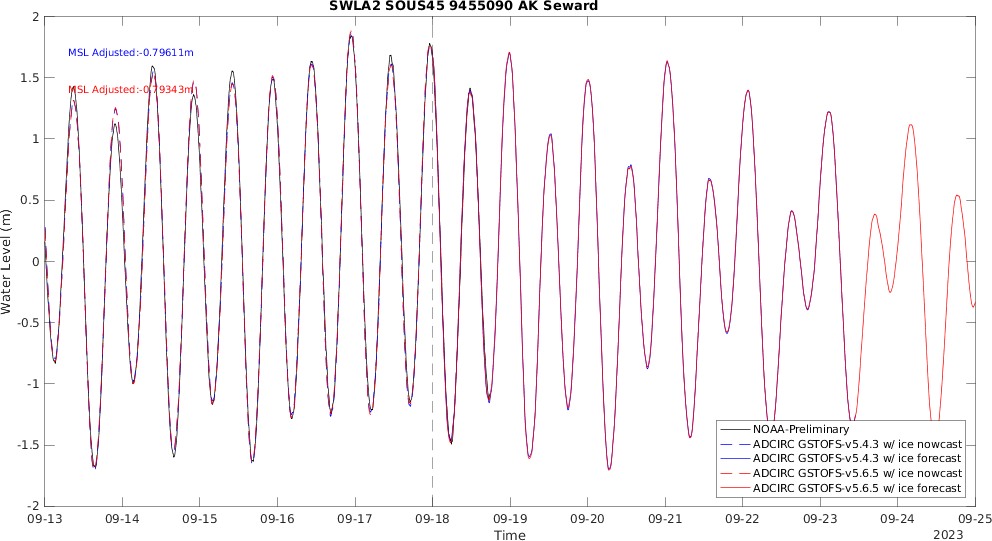 SWLA2 SOUS45 9455090 AK Seward
2
MSL Adjusted:-0.79611m
1.5
MSL Adjusted:-0.79343m
1
0.5
Water Level (m)
0
-0.5
-1
-1.5
-2
NOAA-Preliminary
ADCIRC GSTOFS-v5.4.3 w/ ice nowcast
ADCIRC GSTOFS-v5.4.3 w/ ice forecast
ADCIRC GSTOFS-v5.6.5 w/ ice nowcast
ADCIRC GSTOFS-v5.6.5 w/ ice forecast
09-13 09-14 09-15 09-16 09-17 09-18 09-19 09-20 09-21 09-22 09-23 09-24 09-25
Time
2023